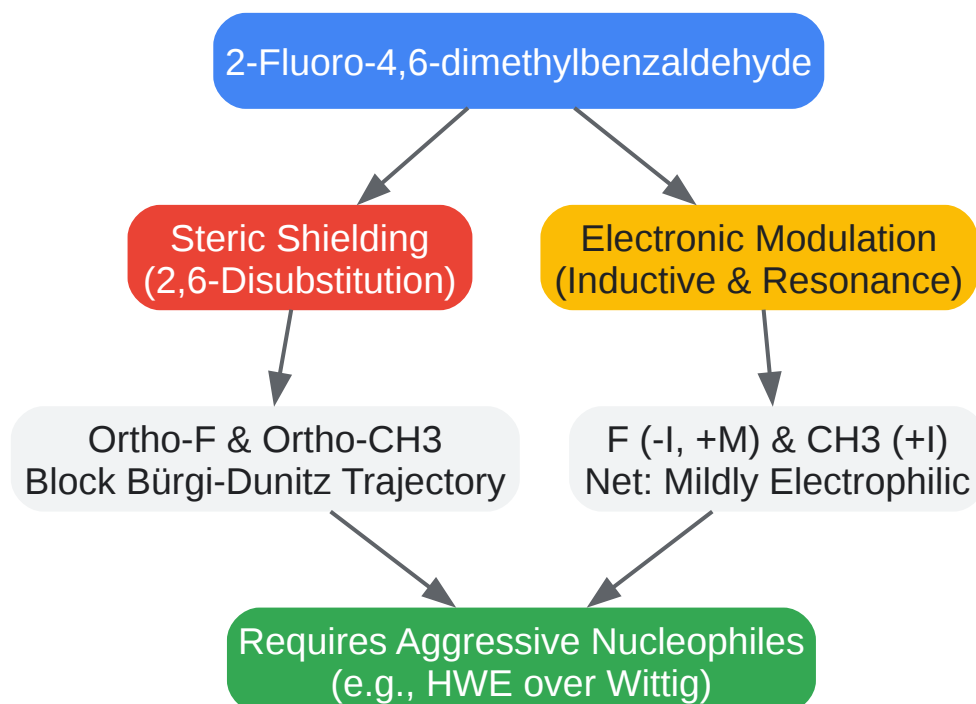 2-Fluoro-4,6-dimethylbenzaldehyde
Steric Shielding
(2,6-Disubstitution)
Electronic Modulation
(Inductive & Resonance)
Ortho-F & Ortho-CH3
Block Bürgi-Dunitz Trajectory
F (-I, +M) & CH3 (+I)
Net: Mildly Electrophilic
Requires Aggressive Nucleophiles
(e.g., HWE over Wittig)